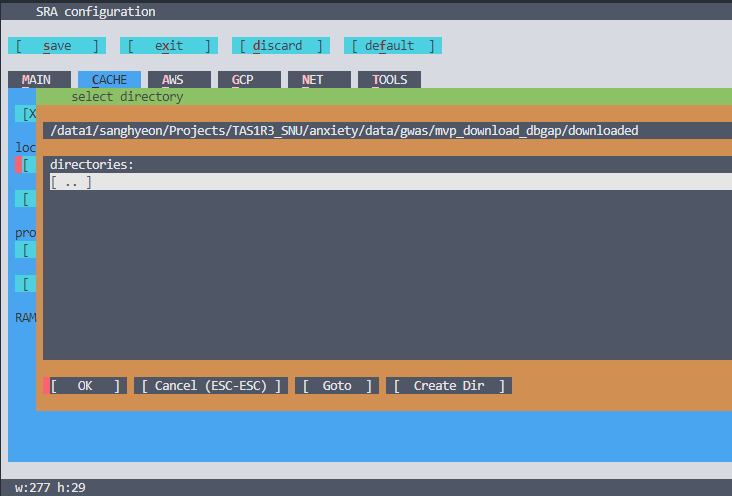 SRA configuration
[ save ] [ exit ] [ discard ] [ default ]
MAIN CACHE AWS GCP NET TOOLS
select directory
[X
/data1/sanghyeon/Projects/TAS1R3_SNU/anxiety/data/gwas/mvp_download_dbgap/downloaded
loc
directories:
[
[ .. ]
[
pro
[
[
RAM
[ OK ] [ Cancel (ESC-ESC) ] [ Goto ] [ Create Dir ]
w:277 h:29